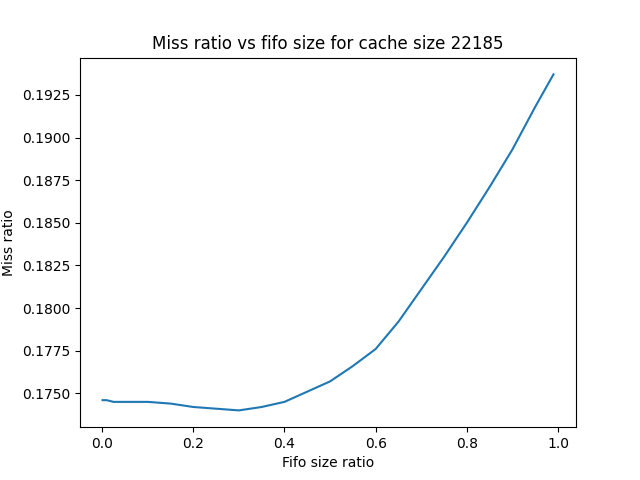 Miss ratio vs fifo size for cache size 22185
0.1925
0.1900
0.1875
0.1850
0.1825
0.1800
0.1775
0.1750
Miss ratio
0.0 0.2 0.4 0.6 0.8 1.0
Fifo size ratio